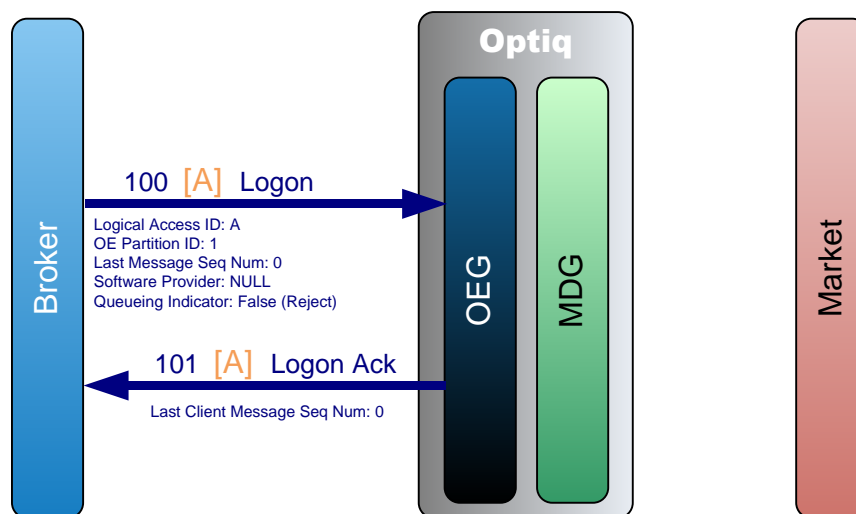 Optiq
Broker
100 [A] Logon
Logical Access ID: A
OE Partition ID: 1
Last Message Seq Num: 0
Software Provider: NULL
Queueing Indicator: False (Reject)
OEG
MDG
Market
101 [A] Logon Ack
Last Client Message Seq Num: 0